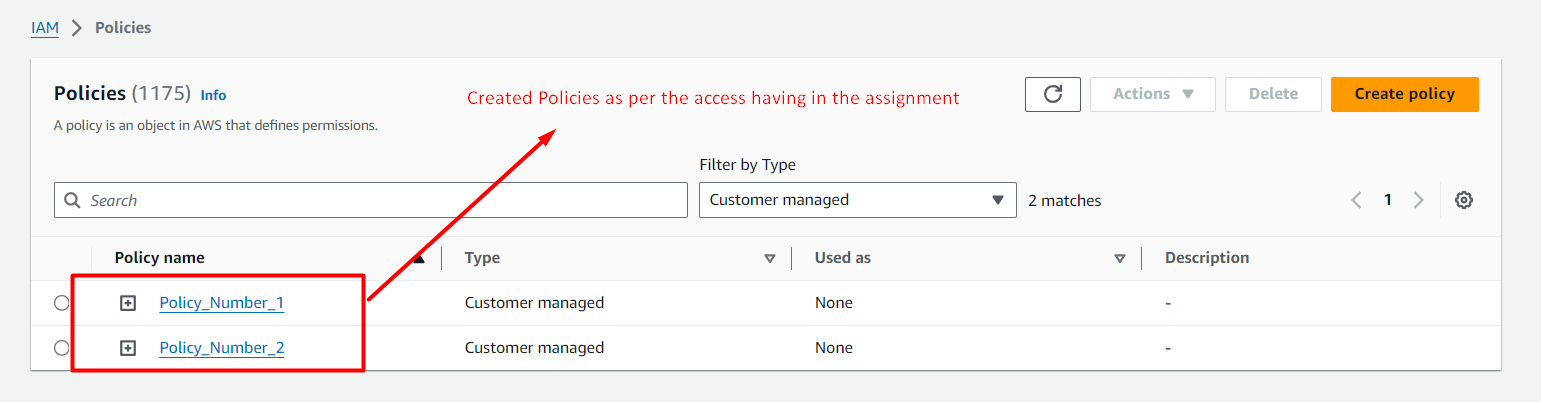 IAM Policies
Policies (1175) Info
Created Policies as per the access having in the assignment
Actions Delete Create policy
A policy is an object in AWS that defines permissions.
Filter by Type
Search
Customer managed
2 matches
1
Policy name Type Used as Description
Policy_Number_1 Customer managed None -
Policy_Number_2 Customer managed None -